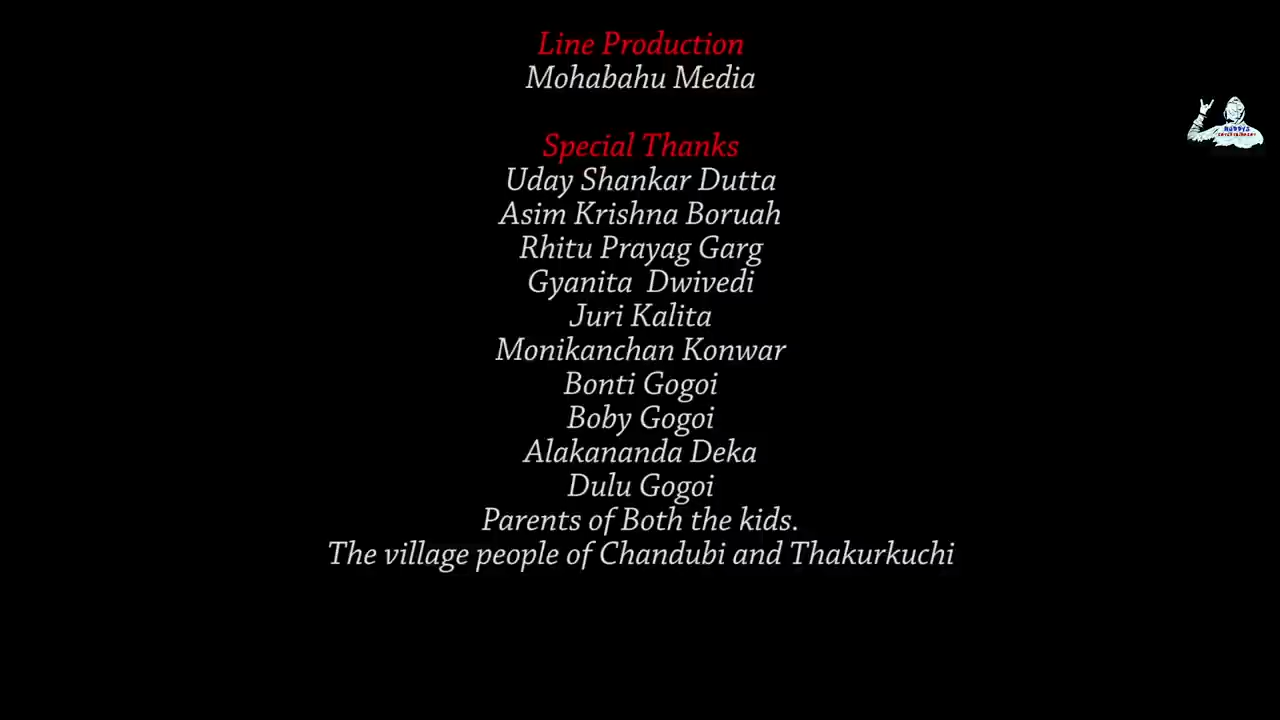 Line Production
Mohabahu Media
Special Thanks
Uday Shankar Dutta
Asim Krishna Boruah
Rhitu Prayag Garg
Gyanita  Dwivedi
Juri Kalita
Monikanchan Konwar
Bonti Gogoi
Boby Gogoi
Alakananda Deka
Dulu Gogoi
Parents of Both the kids.
The village people of Chandubi and Thakurkuchi